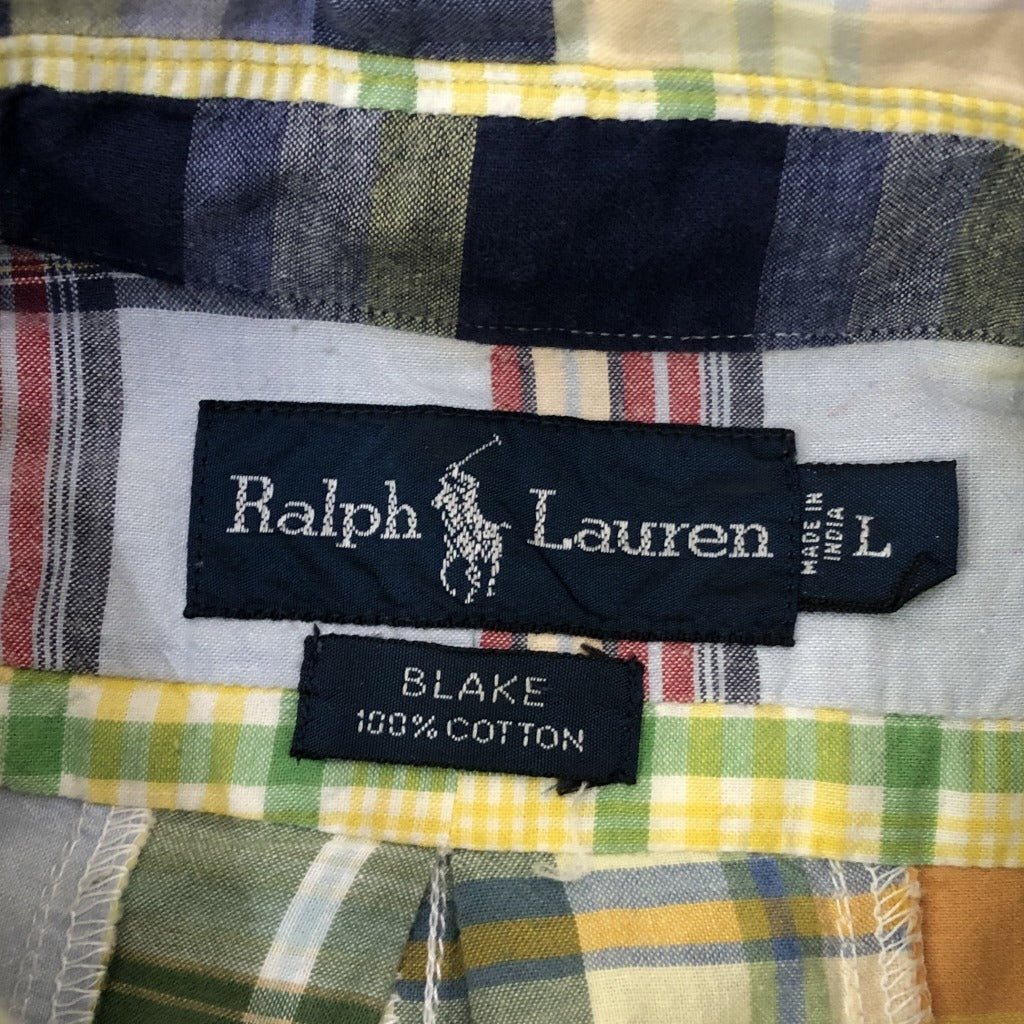 Ralph Lauren
MADE IN
INDIA
L
BLAKE
100% COTTON